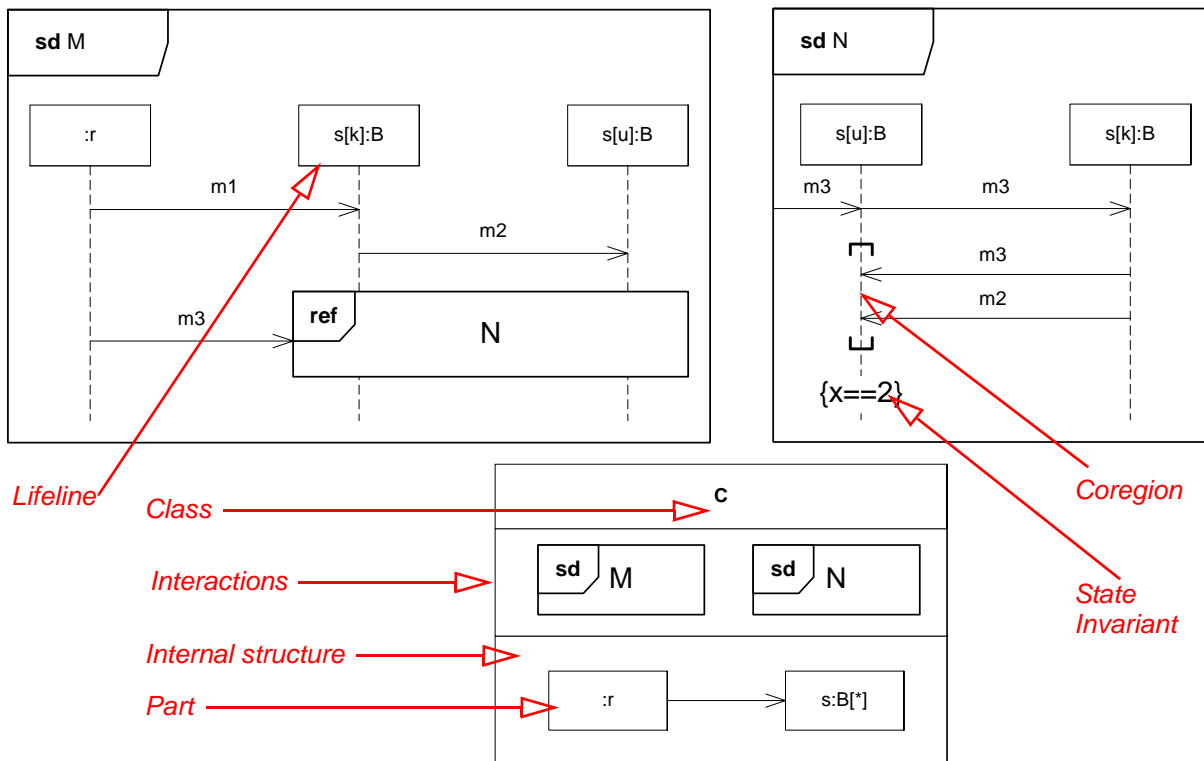 sd M
:r
s[k]:B
s[u]:B
m1
m2
m3
ref
N
sd N
s[u]:B
s[k]:B
m3
m3
m3
m2
{x==2}
Lifeline
Coregion
State
Invariant
Class
C
Interactions
sd
M
sd
N
Internal structure
Part
:r
s:B[*]